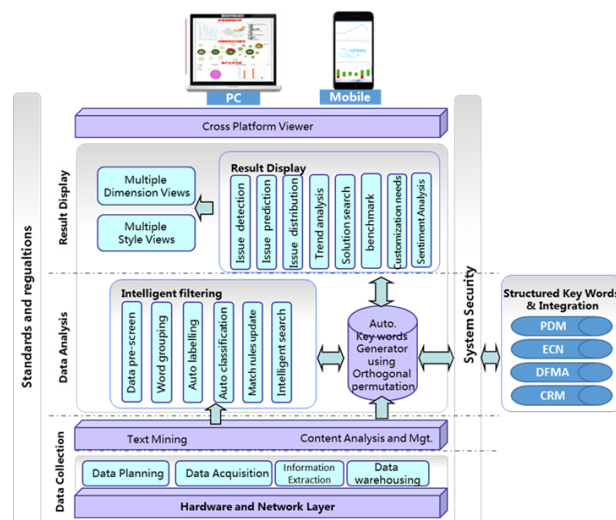 PC
Mobile
Cross Platform Viewer
Standards and regualtions
Result Display
Multiple
Dimension Views
Multiple
Style Views
Result Display
Issue detection
Issue prediction
Issue distribution
Trend analysis
Solution search
benchmark
Customization needs
Sentiment Analysis
System Security
Data Analysis
Intelligent filtering
Data pre-screen
Word grouping
Auto labelling
Auto classification
Match rules update
Intelligent search
Auto.
Key words
Generator
using
Orthogonal
permutation
Structured Key Words
& Integration
PDM
ECN
DFMA
CRM
Data Collection
Text Mining
Content Analysis and Mgt.
Data Planning
Data Acquisition
Information
Extraction
Data
warehousing
Hardware and Network Layer